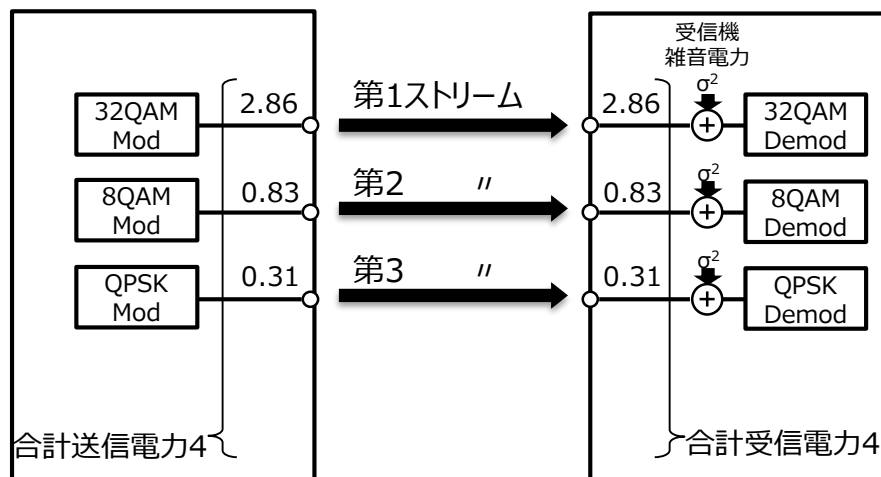 受信機
雑音電力
32QAM
Mod
2.86
第1ストリーム
2.86
σ²
32QAM
Demod
8QAM
Mod
0.83
第2 〃
0.83
σ²
8QAM
Demod
QPSK
Mod
0.31
第3 〃
0.31
σ²
QPSK
Demod
合計送信電力4
合計受信電力4